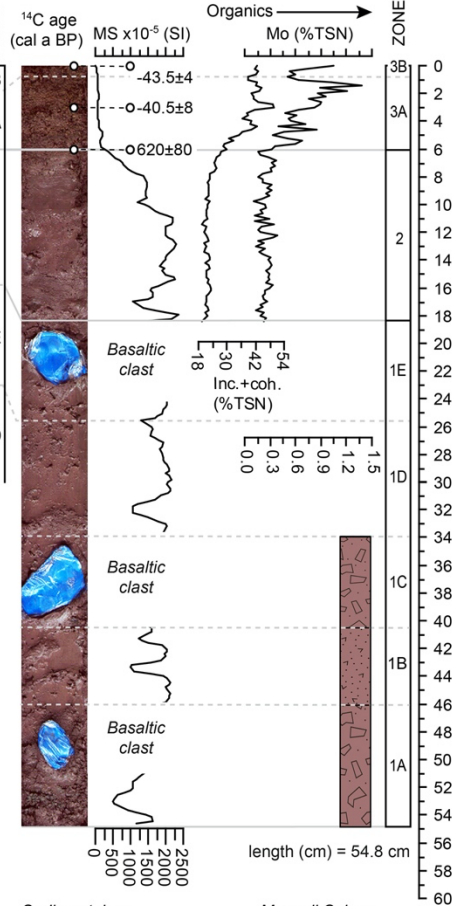 Organics
14C age
(cal a BP)
MS x10-5 (SI)
Mo (%TSN)
ZONE
-43.5±4
-40.5±8
620±80
3B
3A
2
1E
1D
1C
1B
1A
0
2
4
6
8
10
12
14
16
18
20
22
24
26
28
30
32
34
36
38
40
42
44
46
48
50
52
54
56
58
60
Basaltic
clast
18
30
42
54
Inc.+coh.
(%TSN)
0.0
0.3
0.6
0.9
1.2
1.5
Basaltic
clast
Basaltic
clast
0
500
1000
1500
2000
2500
length (cm) = 54.8 cm